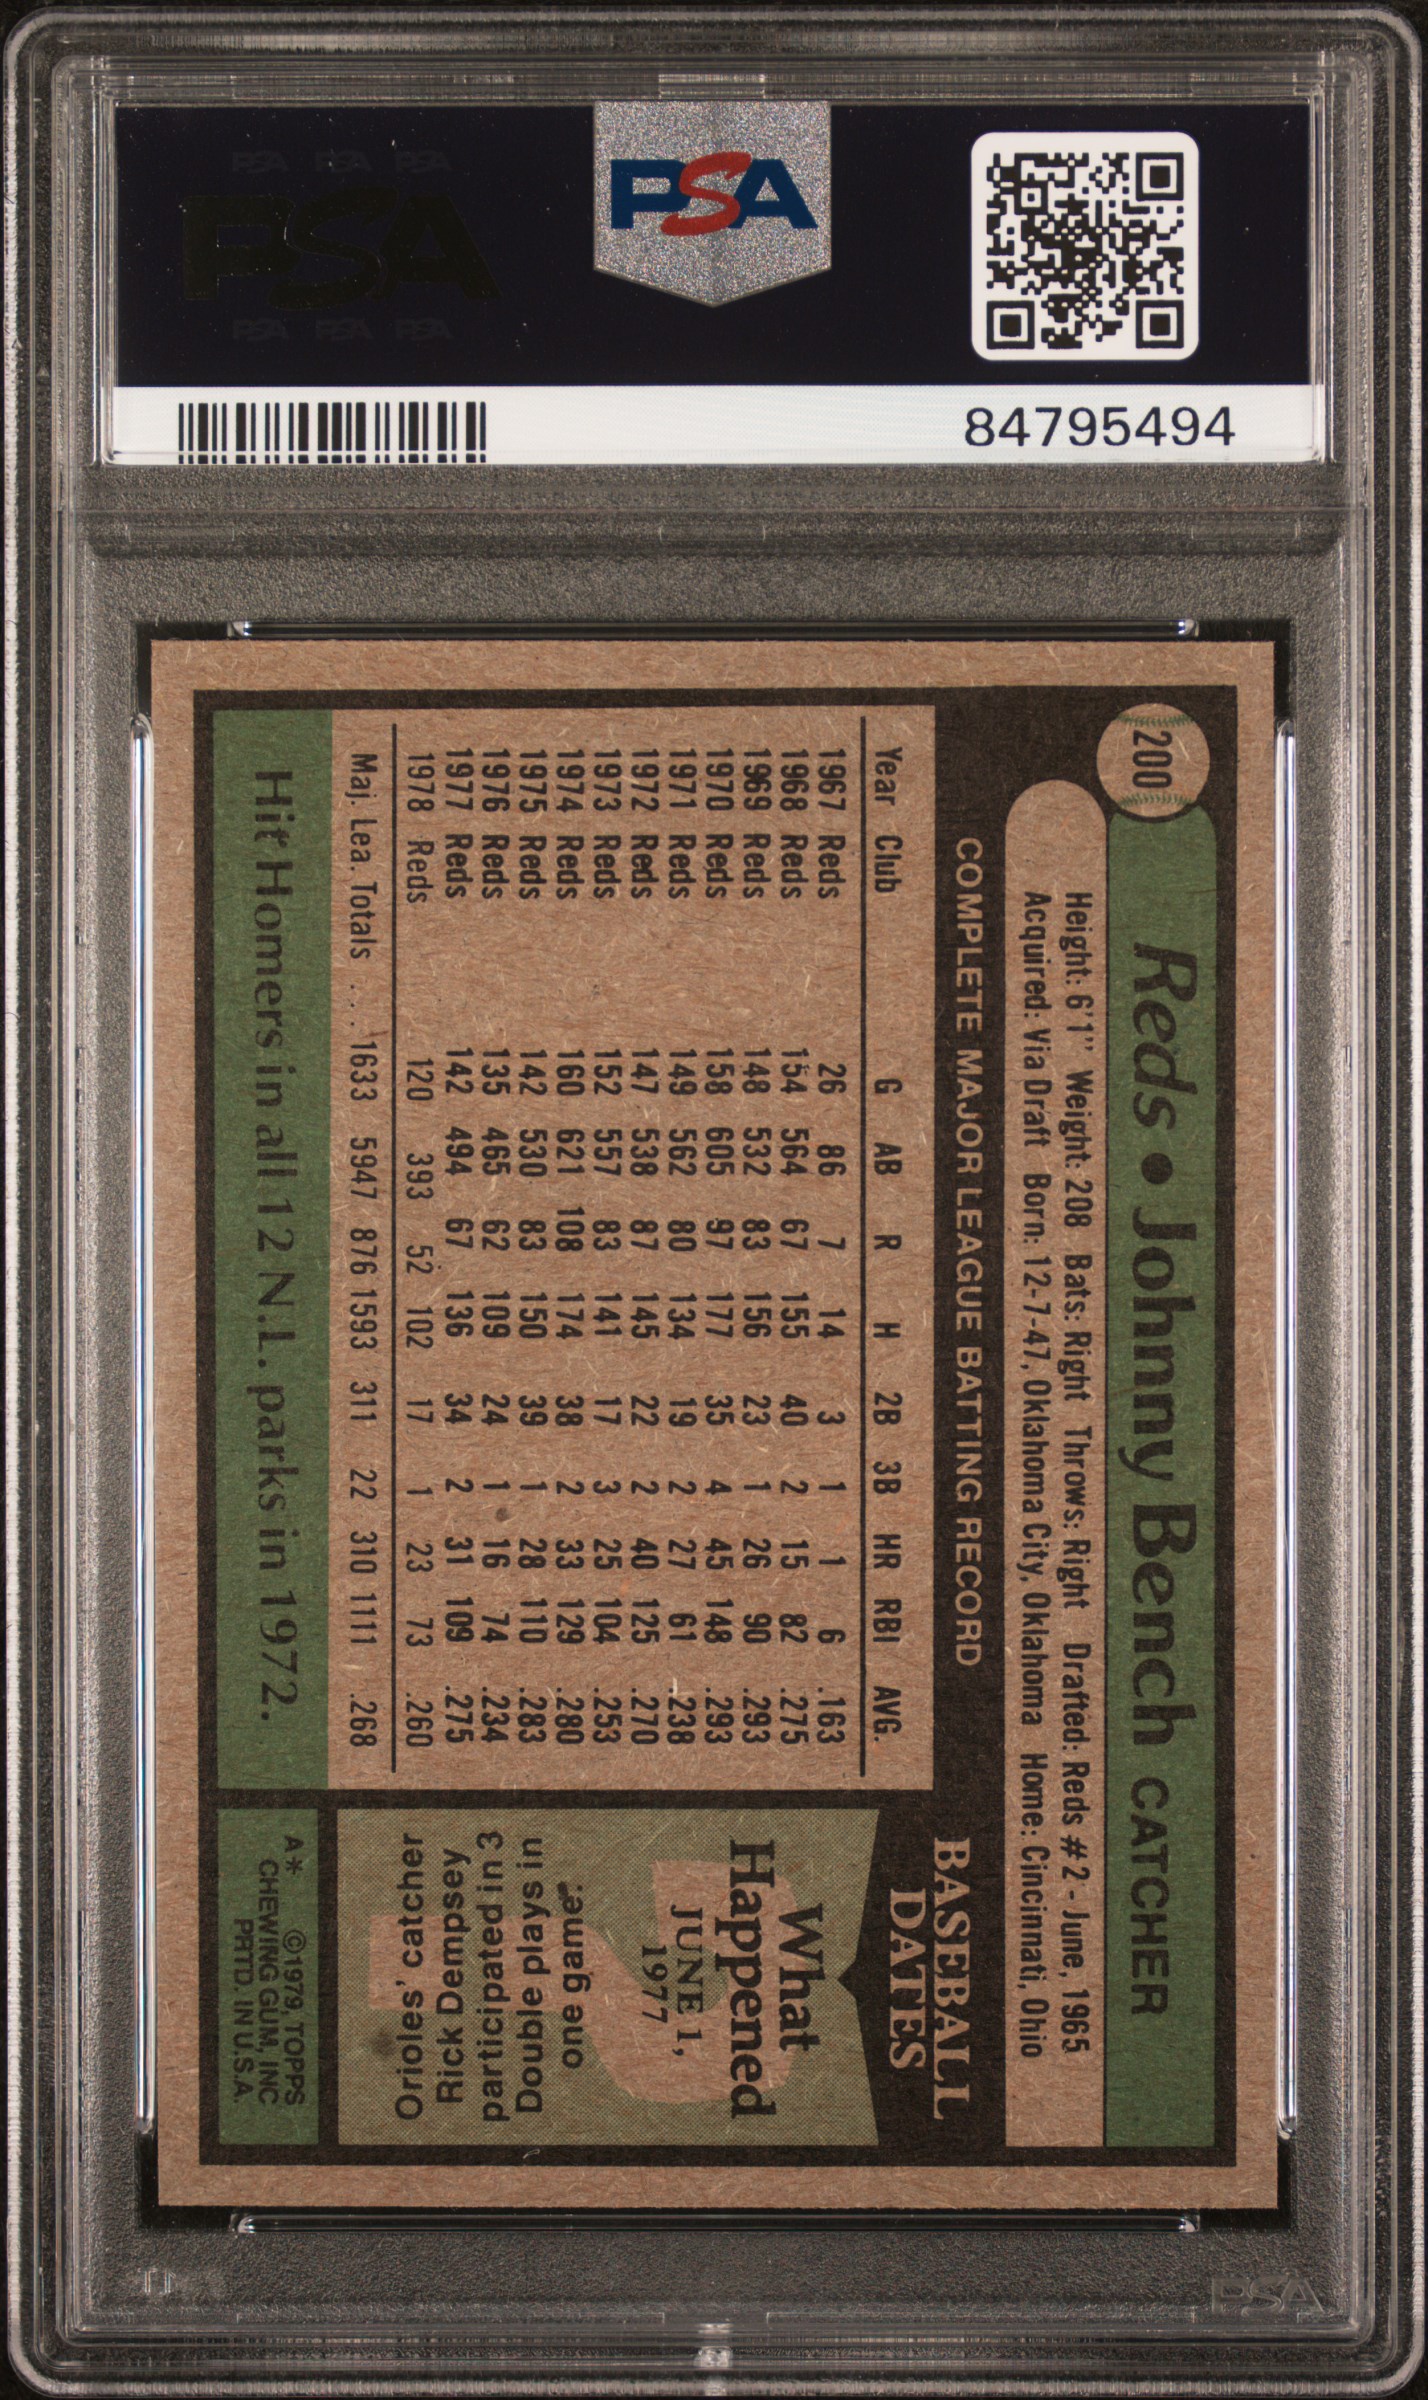 PSA PSA PSA
PSA
PSA PSA PSA
PSA
84795494
200
Reds • Johnny Bench CATCHER
Height: 6'1" Weight: 208 Bats: Right Throws: Right Drafted: Reds #2 - June, 1965
Acquired: Via Draft Born: 12-7-47, Oklahoma City, Oklahoma Home: Cincinnati, Ohio
COMPLETE MAJOR LEAGUE BATTING RECORD
Year Club G AB R H 2B 3B HR RBI AVG.
1967 Reds 26 86 7 14 3 1 1 6 .163
1968 Reds 154 564 67 155 40 2 15 82 .275
1969 Reds 148 532 83 156 23 1 26 90 .293
1970 Reds 158 605 97 177 35 4 45 148 .293
1971 Reds 149 562 80 134 19 2 27 61 .238
1972 Reds 147 538 87 145 22 2 40 125 .270
1973 Reds 152 557 83 141 17 3 25 104 .253
1974 Reds 160 621 108 174 38 2 33 129 .280
1975 Reds 142 530 83 150 39 1 28 110 .283
1976 Reds 135 465 62 109 24 1 16 74 .234
1977 Reds 142 494 67 136 34 2 31 109 .275
1978 Reds 120 393 52 102 17 1 23 73 .260
Maj. Lea. Totals . . . 1633 5947 876 1593 311 22 310 1111 .268
Hit Homers in all 12 N.L. parks in 1972.
BASEBALL
DATES
What
Happened
JUNE 1,
1977
Orioles' catcher
Rick Dempsey
participated in 3
Double plays in
one game.
A* ©1979, TOPPS
CHEWING GUM, INC
PRTD. IN U.S.A.
PSA